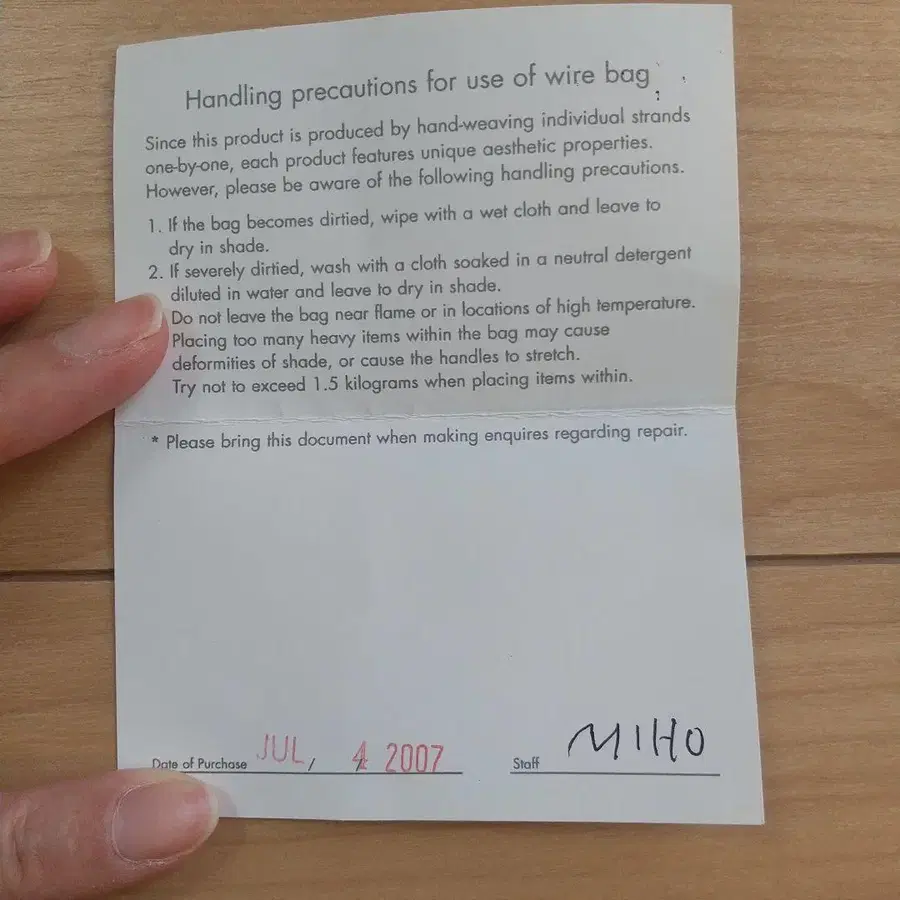 Handling precautions for use of wire bag
Since this product is produced by hand-weaving individual strands
one-by-one, each product features unique aesthetic properties.
However, please be aware of the following handling precautions.
1. If the bag becomes dirtied, wipe with a wet cloth and leave to
dry in shade.
2. If severely dirtied, wash with a cloth soaked in a neutral detergent
diluted in water and leave to dry in shade.
Do not leave the bag near flame or in locations of high temperature.
Placing too many heavy items within the bag may cause
deformities of shade, or cause the handles to stretch.
Try not to exceed 1.5 kilograms when placing items within.
* Please bring this document when making enquires regarding repair.
Date of Purchase JUL, 4 2007 Staff MIHO